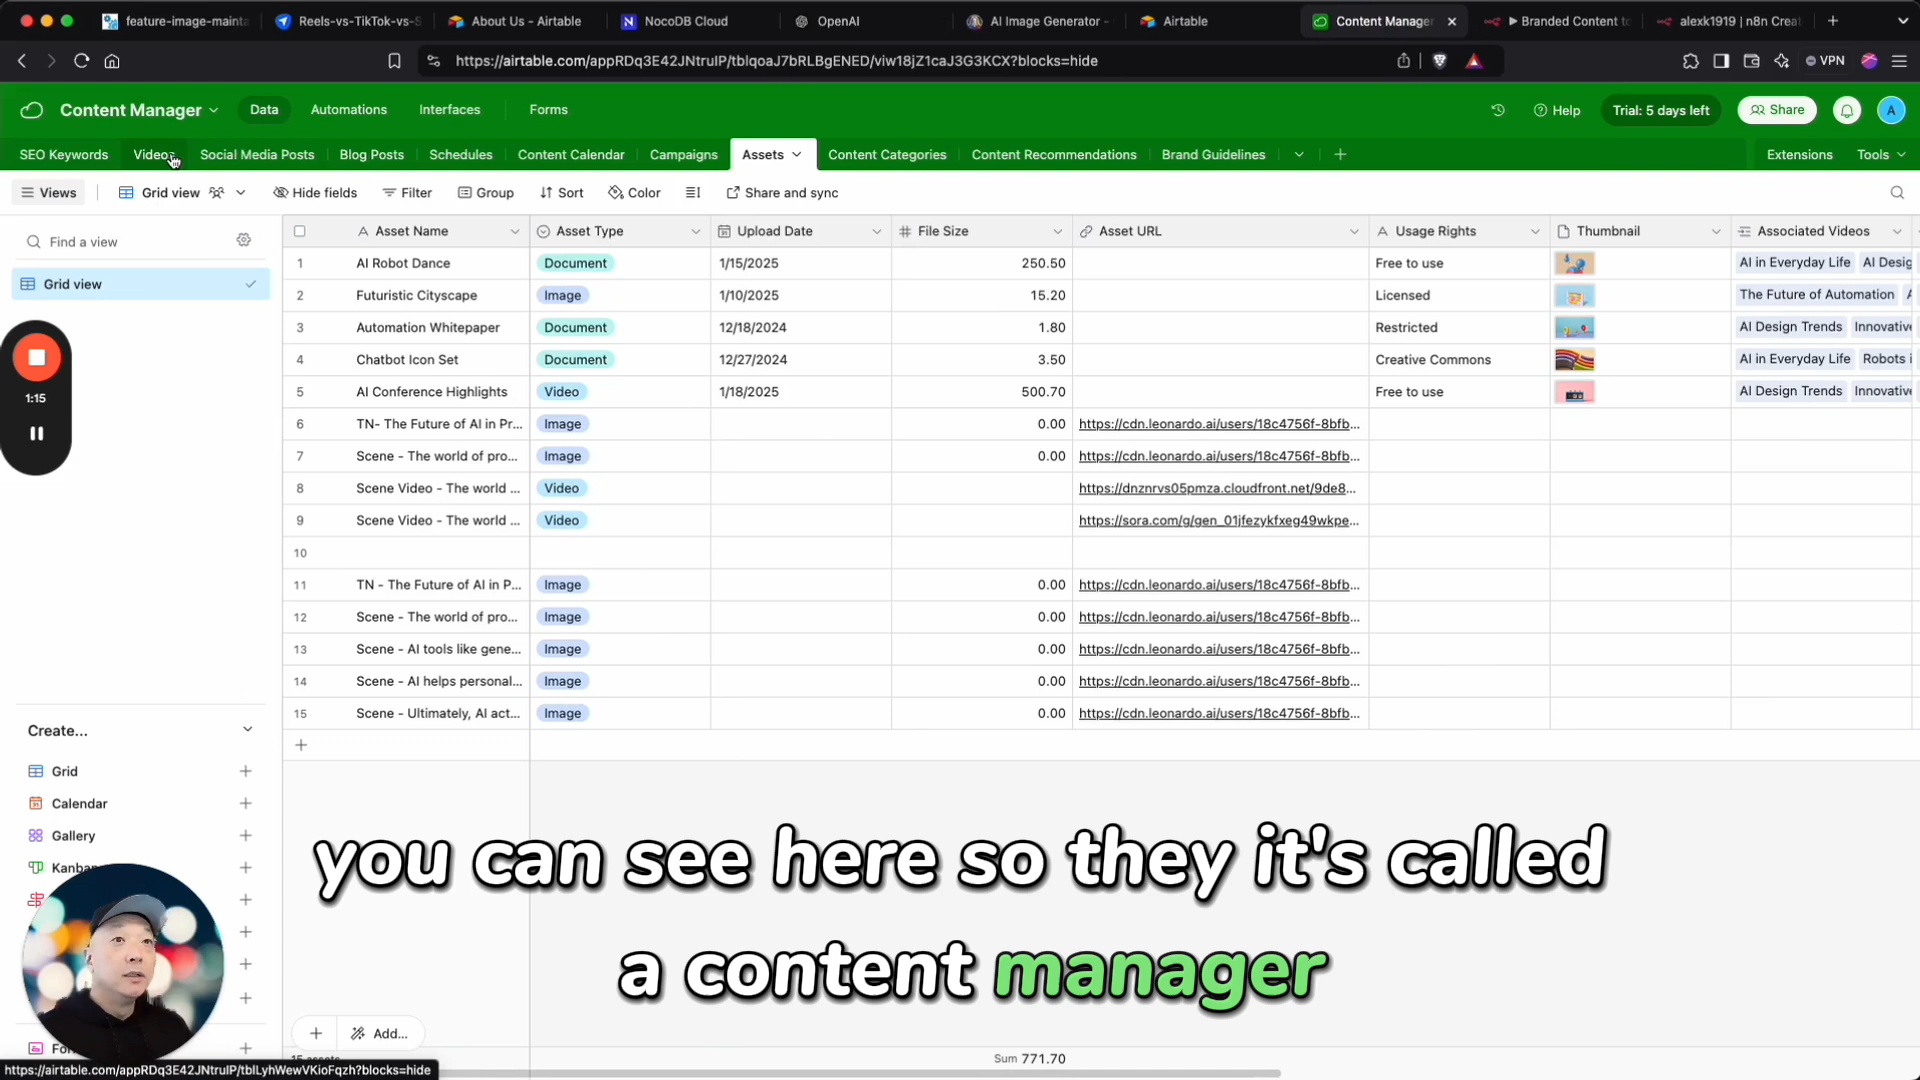 feature-image-mainta
Reels-vs-TikTok-vs-S
About Us - Airtable
NocoDB Cloud
OpenAI
AI Image Generator -
Airtable
Content Manager
Branded Content to
alexk1919 | n8n Crea
https://airtable.com/appRDq3E42JNtruIP/tblqoaJ7bRLBgENED/viw18jZ1caJ3G3KCX?blocks=hide
VPN
Content Manager
Data
Automations
Interfaces
Forms
Help
Trial: 5 days left
Share
A
SEO Keywords
Videos
Social Media Posts
Blog Posts
Schedules
Content Calendar
Campaigns
Assets
Content Categories
Content Recommendations
Brand Guidelines
Extensions
Tools
Views
Grid view
Hide fields
Filter
Group
Sort
Color
Share and sync
Find a view
Grid view
1:15
Asset Name Asset Type Upload Date File Size Asset URL Usage Rights Thumbnail Associated Videos
1 AI Robot Dance Document 1/15/2025 250.50 Free to use AI in Everyday Life AI Desig
2 Futuristic Cityscape Image 1/10/2025 15.20 Licensed The Future of Automation
3 Automation Whitepaper Document 12/18/2024 1.80 Restricted AI Design Trends Innovative
4 Chatbot Icon Set Document 12/27/2024 3.50 Creative Commons AI in Everyday Life Robots i
5 AI Conference Highlights Video 1/18/2025 500.70 Free to use AI Design Trends Innovative
6 TN- The Future of AI in Pr... Image 0.00 https://cdn.leonardo.ai/users/18c4756f-8bfb...
7 Scene - The world of pro... Image 0.00 https://cdn.leonardo.ai/users/18c4756f-8bfb...
8 Scene Video - The world ... Video https://dnznrvs05pmza.cloudfront.net/9de8...
9 Scene Video - The world ... Video https://sora.com/g/gen_01jfezykfxeg49wkpe...
10
11 TN - The Future of AI in P... Image 0.00 https://cdn.leonardo.ai/users/18c4756f-8bfb...
12 Scene - The world of pro... Image 0.00 https://cdn.leonardo.ai/users/18c4756f-8bfb...
13 Scene - AI tools like gene... Image 0.00 https://cdn.leonardo.ai/users/18c4756f-8bfb...
14 Scene - AI helps personal... Image 0.00 https://cdn.leonardo.ai/users/18c4756f-8bfb...
15 Scene - Ultimately, AI act... Image 0.00 https://cdn.leonardo.ai/users/18c4756f-8bfb...
Create...
Grid
Calendar
Gallery
Kanban
you can see here so they it's called
a content manager
Add...
15 assets
Sum 771.70
https://airtable.com/appRDq3E42JNtruIP/tblLyhWewVKioFqzh?blocks=hide